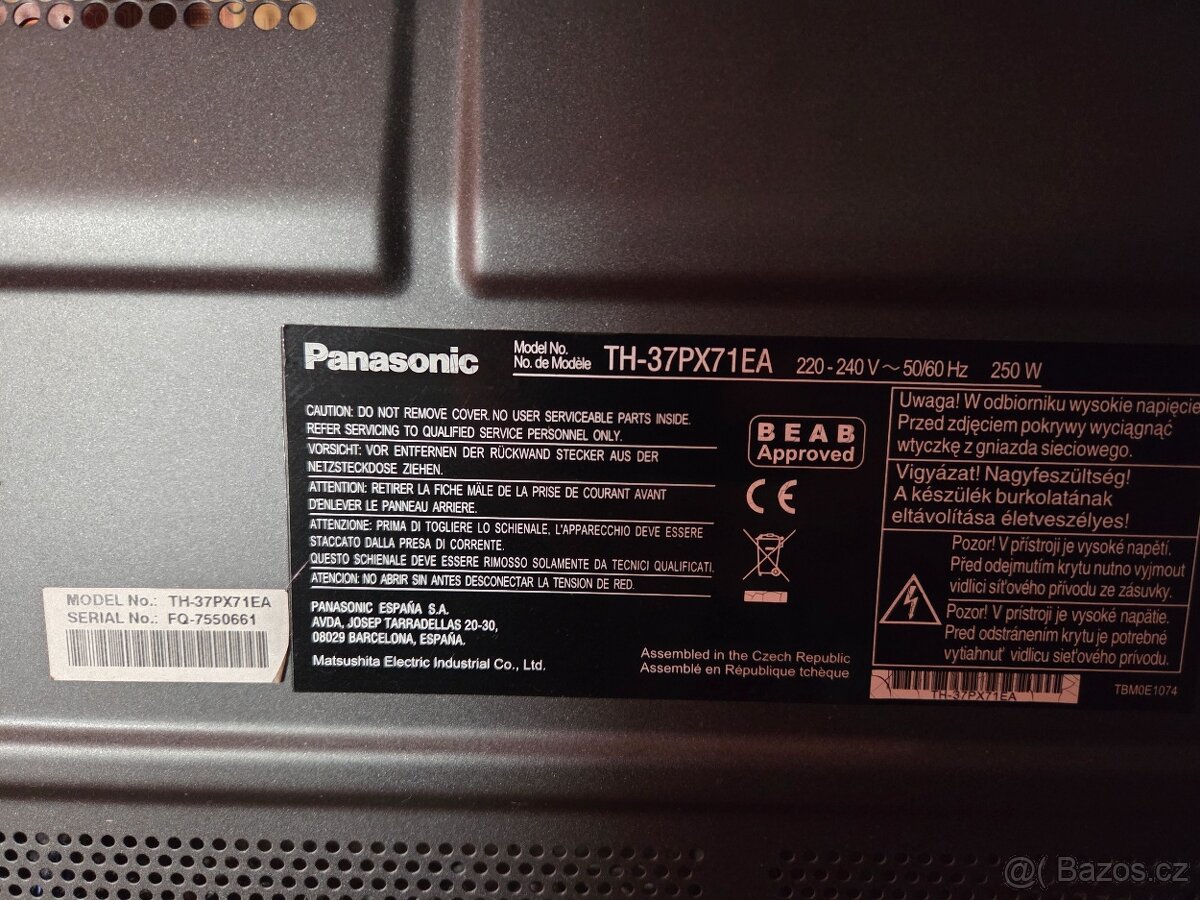 Panasonic
Model No.
No. de Modèle
TH-37PX71EA
220 - 240 V ~ 50/60 Hz 250 W
CAUTION: DO NOT REMOVE COVER. NO USER SERVICEABLE PARTS INSIDE.
REFER SERVICING TO QUALIFIED SERVICE PERSONNEL ONLY.
VORSICHT: VOR ENTFERNEN DER RÜCKWAND STECKER AUS DER
NETZSTECKDOSE ZIEHEN.
ATTENTION: RETIRER LA FICHE MÂLE DE LA PRISE DE COURANT AVANT
D'ENLEVER LE PANNEAU ARRIERE.
ATTENZIONE: PRIMA DI TOGLIERE LO SCHIENALE, L'APPARECCHIO DEVE ESSERE
STACCATO DALLA PRESA DI CORRENTE.
QUESTO SCHIENALE DEVE ESSERE RIMOSSO SOLAMENTE DA TECNICI QUALIFICATI.
ATENCION: NO ABRIR SIN ANTES DESCONECTAR LA TENSION DE RED.
PANASONIC ESPAÑA S.A.
AVDA, JOSEP TARRADELLAS 20-30,
08029 BARCELONA, ESPAÑA.
Matsushita Electric Industrial Co., Ltd.
BEAB
Approved
CE
Assembled in the Czech Republic
Assemblé en République tchèque
Uwaga! W odbiorniku wysokie napięcie
Przed zdjęciem pokrywy wyciągnąć
wtyczkę z gniazda sieciowego.
Vigyázat! Nagyfeszültség!
A készülék burkolatának
eltávolítása életveszélyes!
Pozor! V přístroji je vysoké napětí.
Před odejmutím krytu nutno vyjmout
vidlici síťového přívodu ze zásuvky.
Pozor! V prístroji je vysoké napätie.
Pred odstránením krytu je potrebné
vytiahnuť vidlicu sieťového prívodu.
TH-37PX71EA
TBM0E1074
MODEL No.: TH-37PX71EA
SERIAL No.: FQ-7550661
@( Bazos.cz